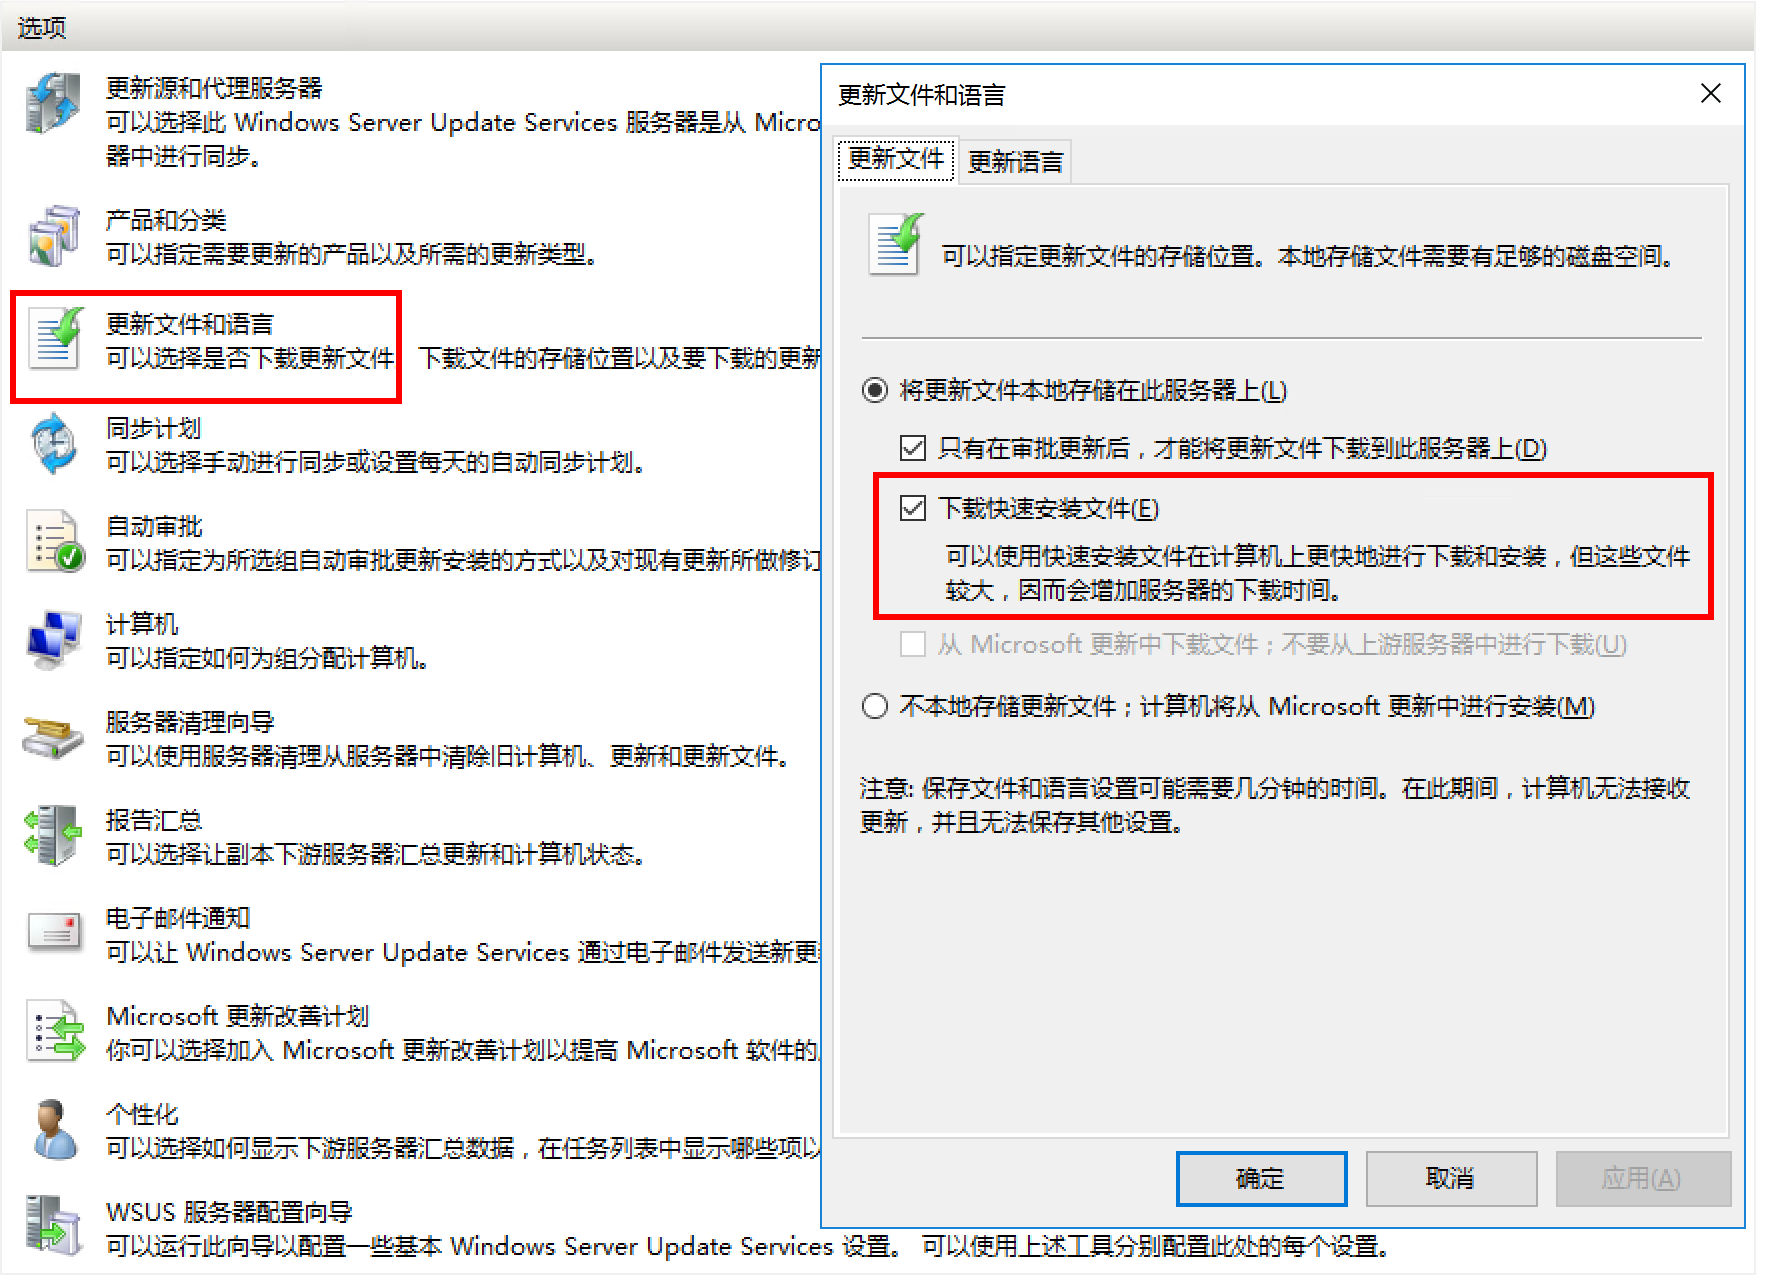 选项
更新源和代理服务器
可以选择此 Windows Server Update Services 服务器是从 Micro
器中进行同步。
产品和分类
可以指定需要更新的产品以及所需的更新类型。
更新文件和语言
可以选择是否下载更新文件 下载文件的存储位置以及要下载的更新
同步计划
可以选择手动进行同步或设置每天的自动同步计划。
自动审批
可以指定为所选组自动审批更新安装的方式以及对现有更新所做修订
计算机
可以指定如何为组分配计算机。
服务器清理向导
可以使用服务器清理从服务器中清除旧计算机、更新和更新文件。
报告汇总
可以选择让副本下游服务器汇总更新和计算机状态。
电子邮件通知
可以让 Windows Server Update Services 通过电子邮件发送新更
Microsoft 更新改善计划
你可以选择加入 Microsoft 更新改善计划以提高 Microsoft 软件的
个性化
可以选择如何显示下游服务器汇总数据，在任务列表中显示哪些项以
WSUS 服务器配置向导
可以运行此向导以配置一些基本 Windows Server Update Services 设置。 可以使用上述工具分别配置此处的每个设置。
更新文件和语言
更新文件 更新语言
可以指定更新文件的存储位置。本地存储文件需要有足够的磁盘空间。
将更新文件本地存储在此服务器上(L)
只有在审批更新后，才能将更新文件下载到此服务器上(D)
下载快速安装文件(E)
可以使用快速安装文件在计算机上更快地进行下载和安装，但这些文件
较大，因而会增加服务器的下载时间。
从 Microsoft 更新中下载文件；不要从上游服务器中进行下载(U)
不本地存储更新文件；计算机将从 Microsoft 更新中进行安装(M)
注意: 保存文件和语言设置可能需要几分钟的时间。在此期间，计算机无法接收
更新，并且无法保存其他设置。
确定 取消 应用(A)